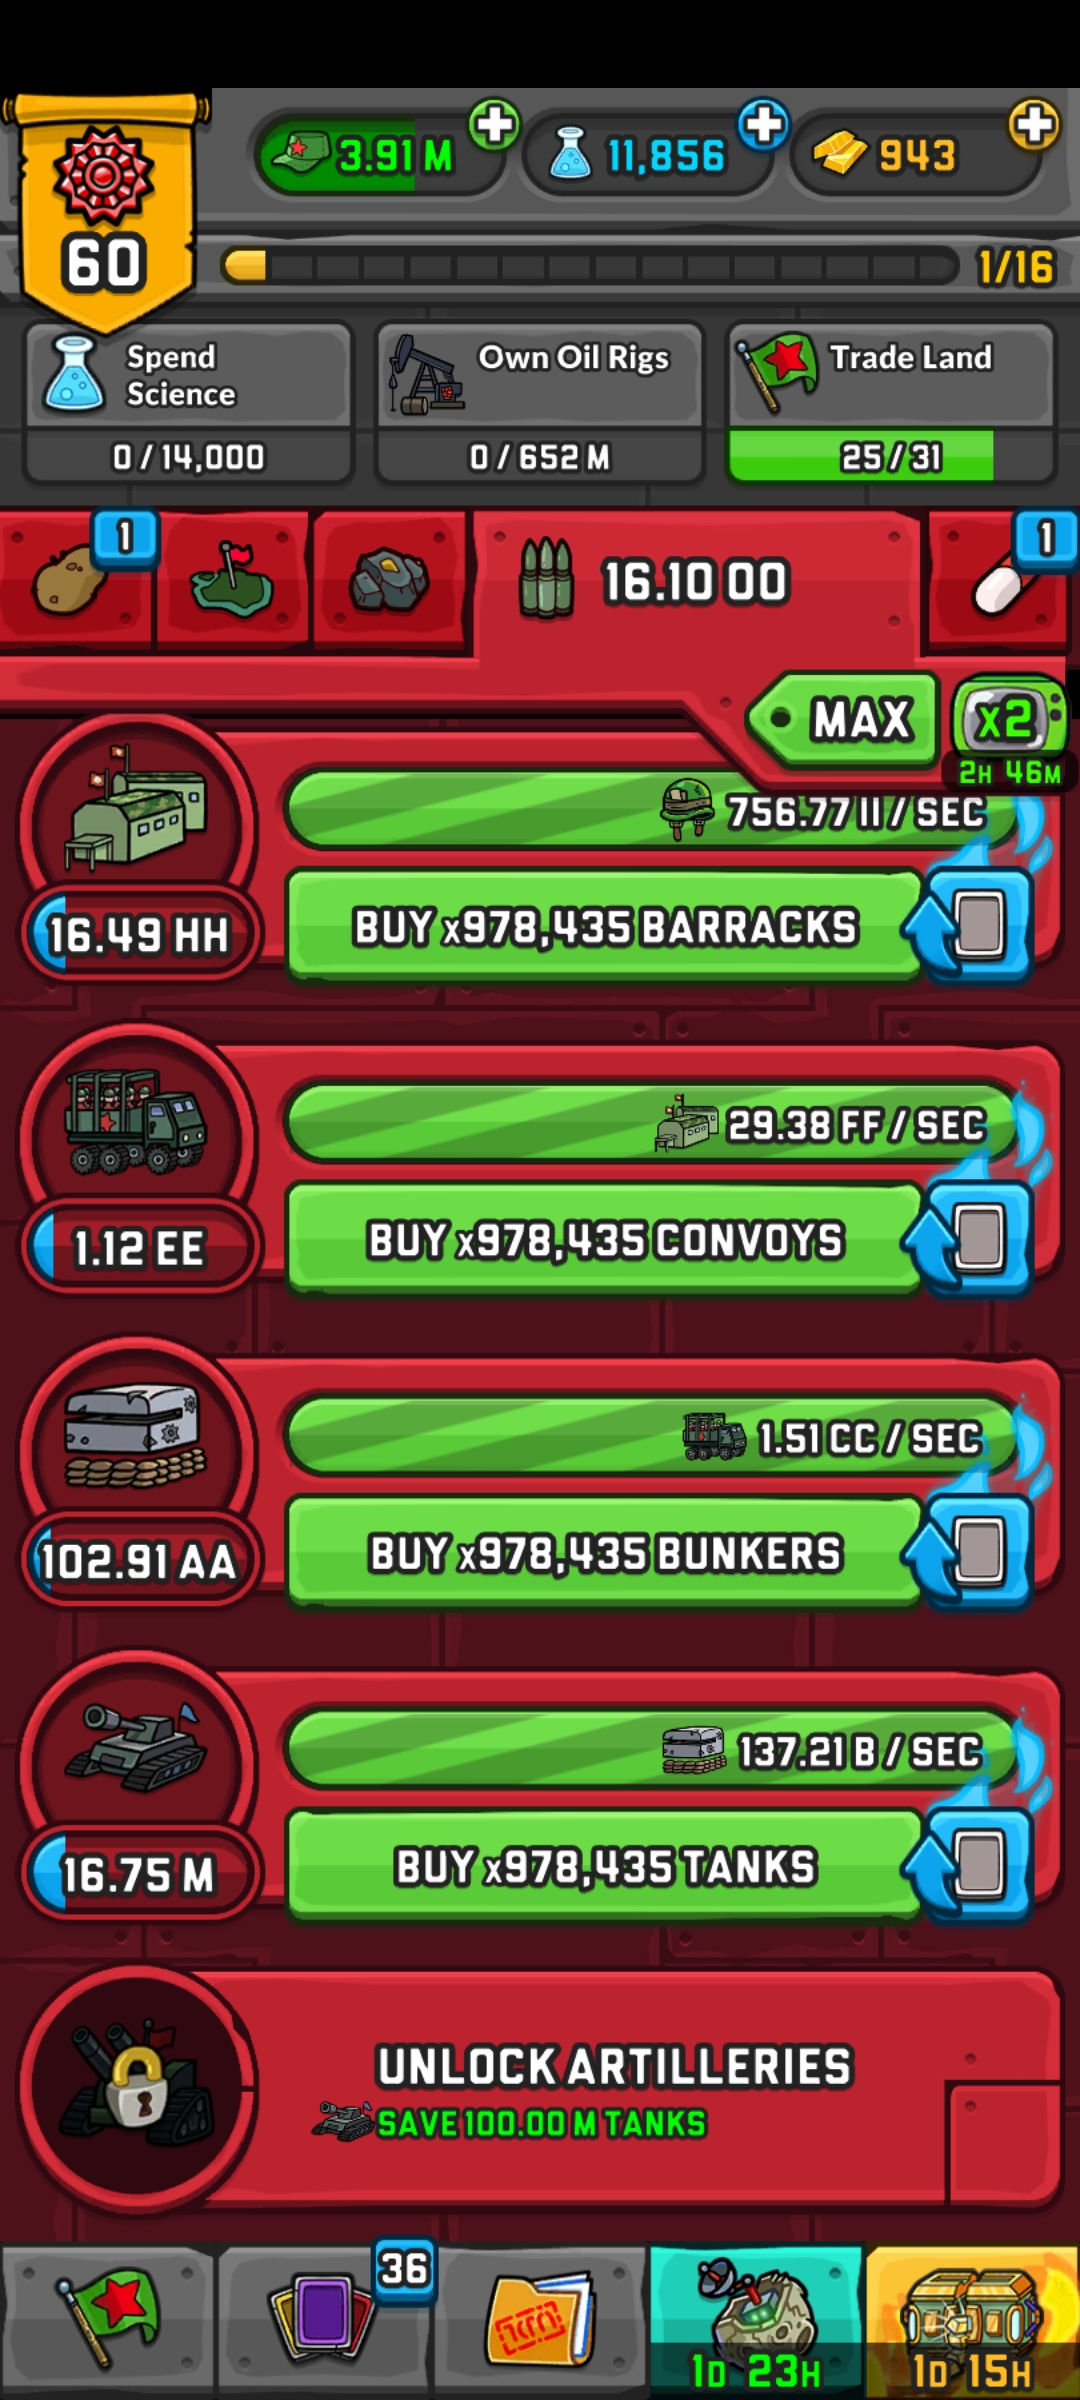 60
3.91 M
11,856
943
1/16
Spend
Science
0 / 14,000
Own Oil Rigs
0 / 652 M
Trade Land
25 / 31
1
16.10 OO
1
MAX
x2
2H 46M
756.77 II / SEC
16.49 HH
BUY x978,435 BARRACKS
29.38 FF / SEC
1.12 EE
BUY x978,435 CONVOYS
1.51 CC / SEC
102.91 AA
BUY x978,435 BUNKERS
137.21 B / SEC
16.75 M
BUY x978,435 TANKS
UNLOCK ARTILLERIES
SAVE 100.00 M TANKS
36
1D 23H
1D 15H